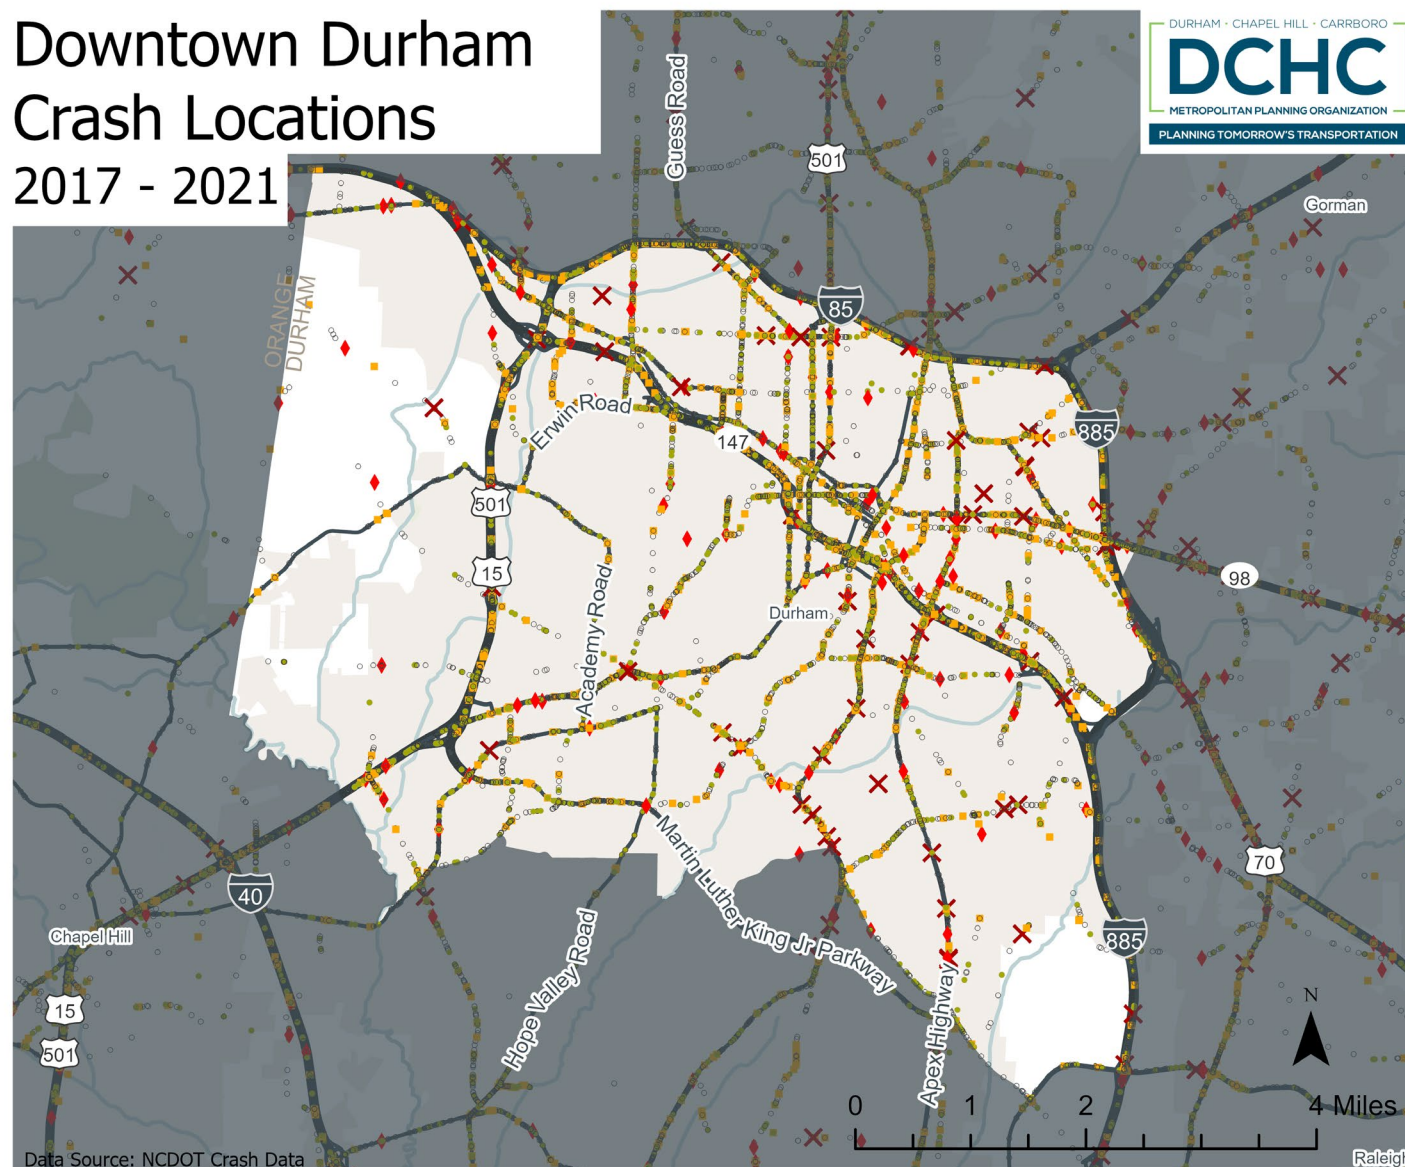 Downtown Durham
Crash Locations
2017 - 2021
DURHAM · CHAPEL HILL · CARRBORO
DCHC
METROPOLITAN PLANNING ORGANIZATION
PLANNING TOMORROW'S TRANSPORTATION
Guess Road
501
Gorman
ORANGE
DURHAM
85
Erwin Road
147
885
501
15
98
Academy Road
Durham
Martin Luther King Jr Parkway
70
40
Chapel Hill
885
Hope Valley Road
Apex Highway
15
501
N
0 1 2 4 Miles
Data Source: NCDOT Crash Data
Raleigh